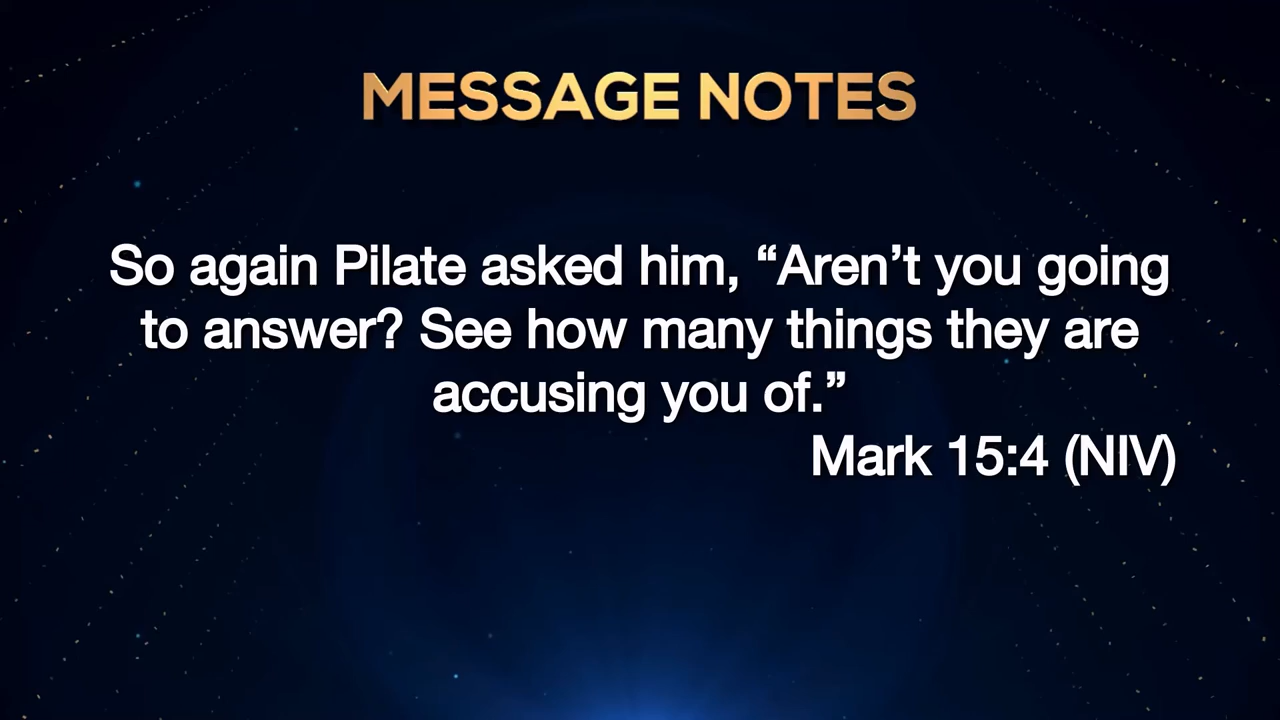 MESSAGE NOTES
So again Pilate asked him, “Aren’t you going
to answer? See how many things they are
accusing you of.”
Mark 15:4 (NIV)